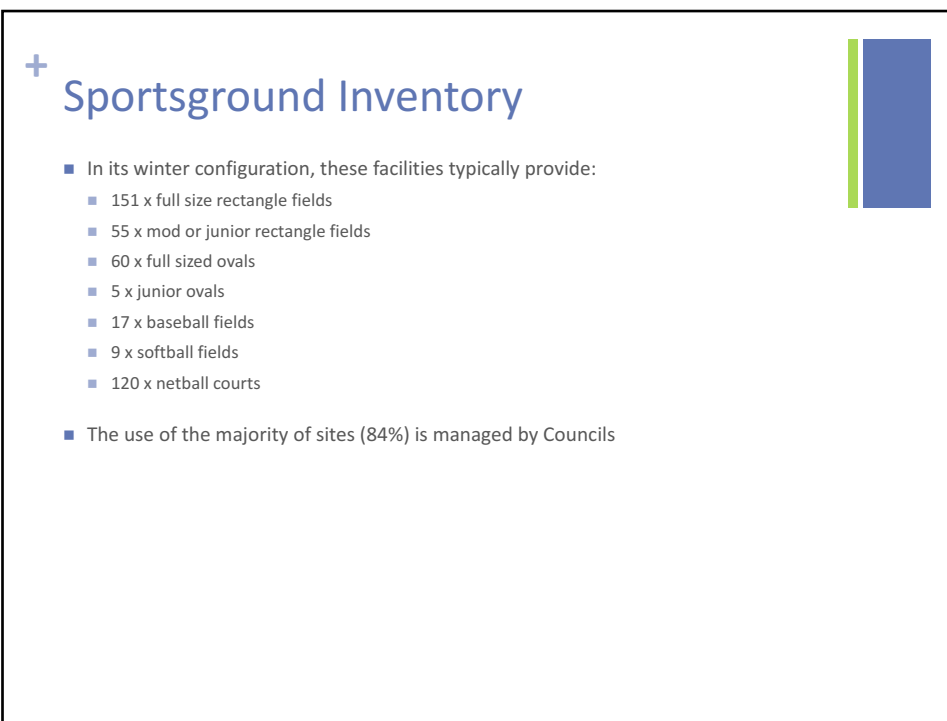 +
Sportsground Inventory
■ In its winter configuration, these facilities typically provide:
■ 151 x full size rectangle fields
■ 55 x mod or junior rectangle fields
■ 60 x full sized ovals
■ 5 x junior ovals
■ 17 x baseball fields
■ 9 x softball fields
■ 120 x netball courts
■ The use of the majority of sites (84%) is managed by Councils